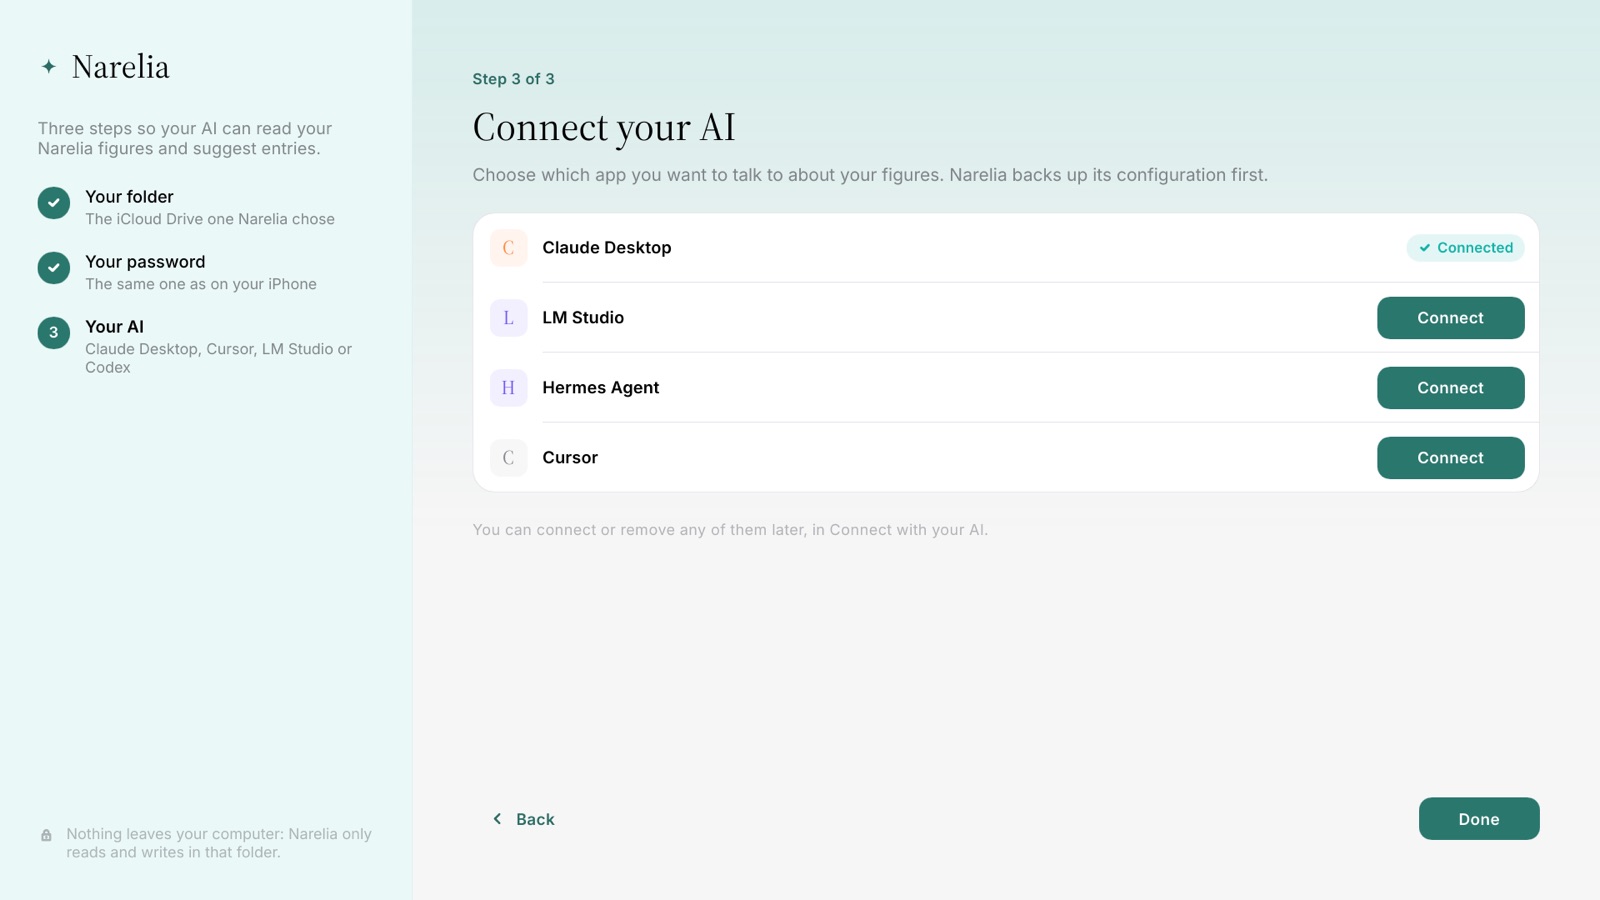 Narelia
Three steps so your AI can read your
Narelia figures and suggest entries.
Your folder
The iCloud Drive one Narelia chose
Your password
The same one as on your iPhone
3
Your AI
Claude Desktop, Cursor, LM Studio or
Codex
Nothing leaves your computer: Narelia only
reads and writes in that folder.
Step 3 of 3
Connect your AI
Choose which app you want to talk to about your figures. Narelia backs up its configuration first.
C Claude Desktop Connected
L LM Studio Connect
H Hermes Agent Connect
C Cursor Connect
You can connect or remove any of them later, in Connect with your AI.
Back
Done